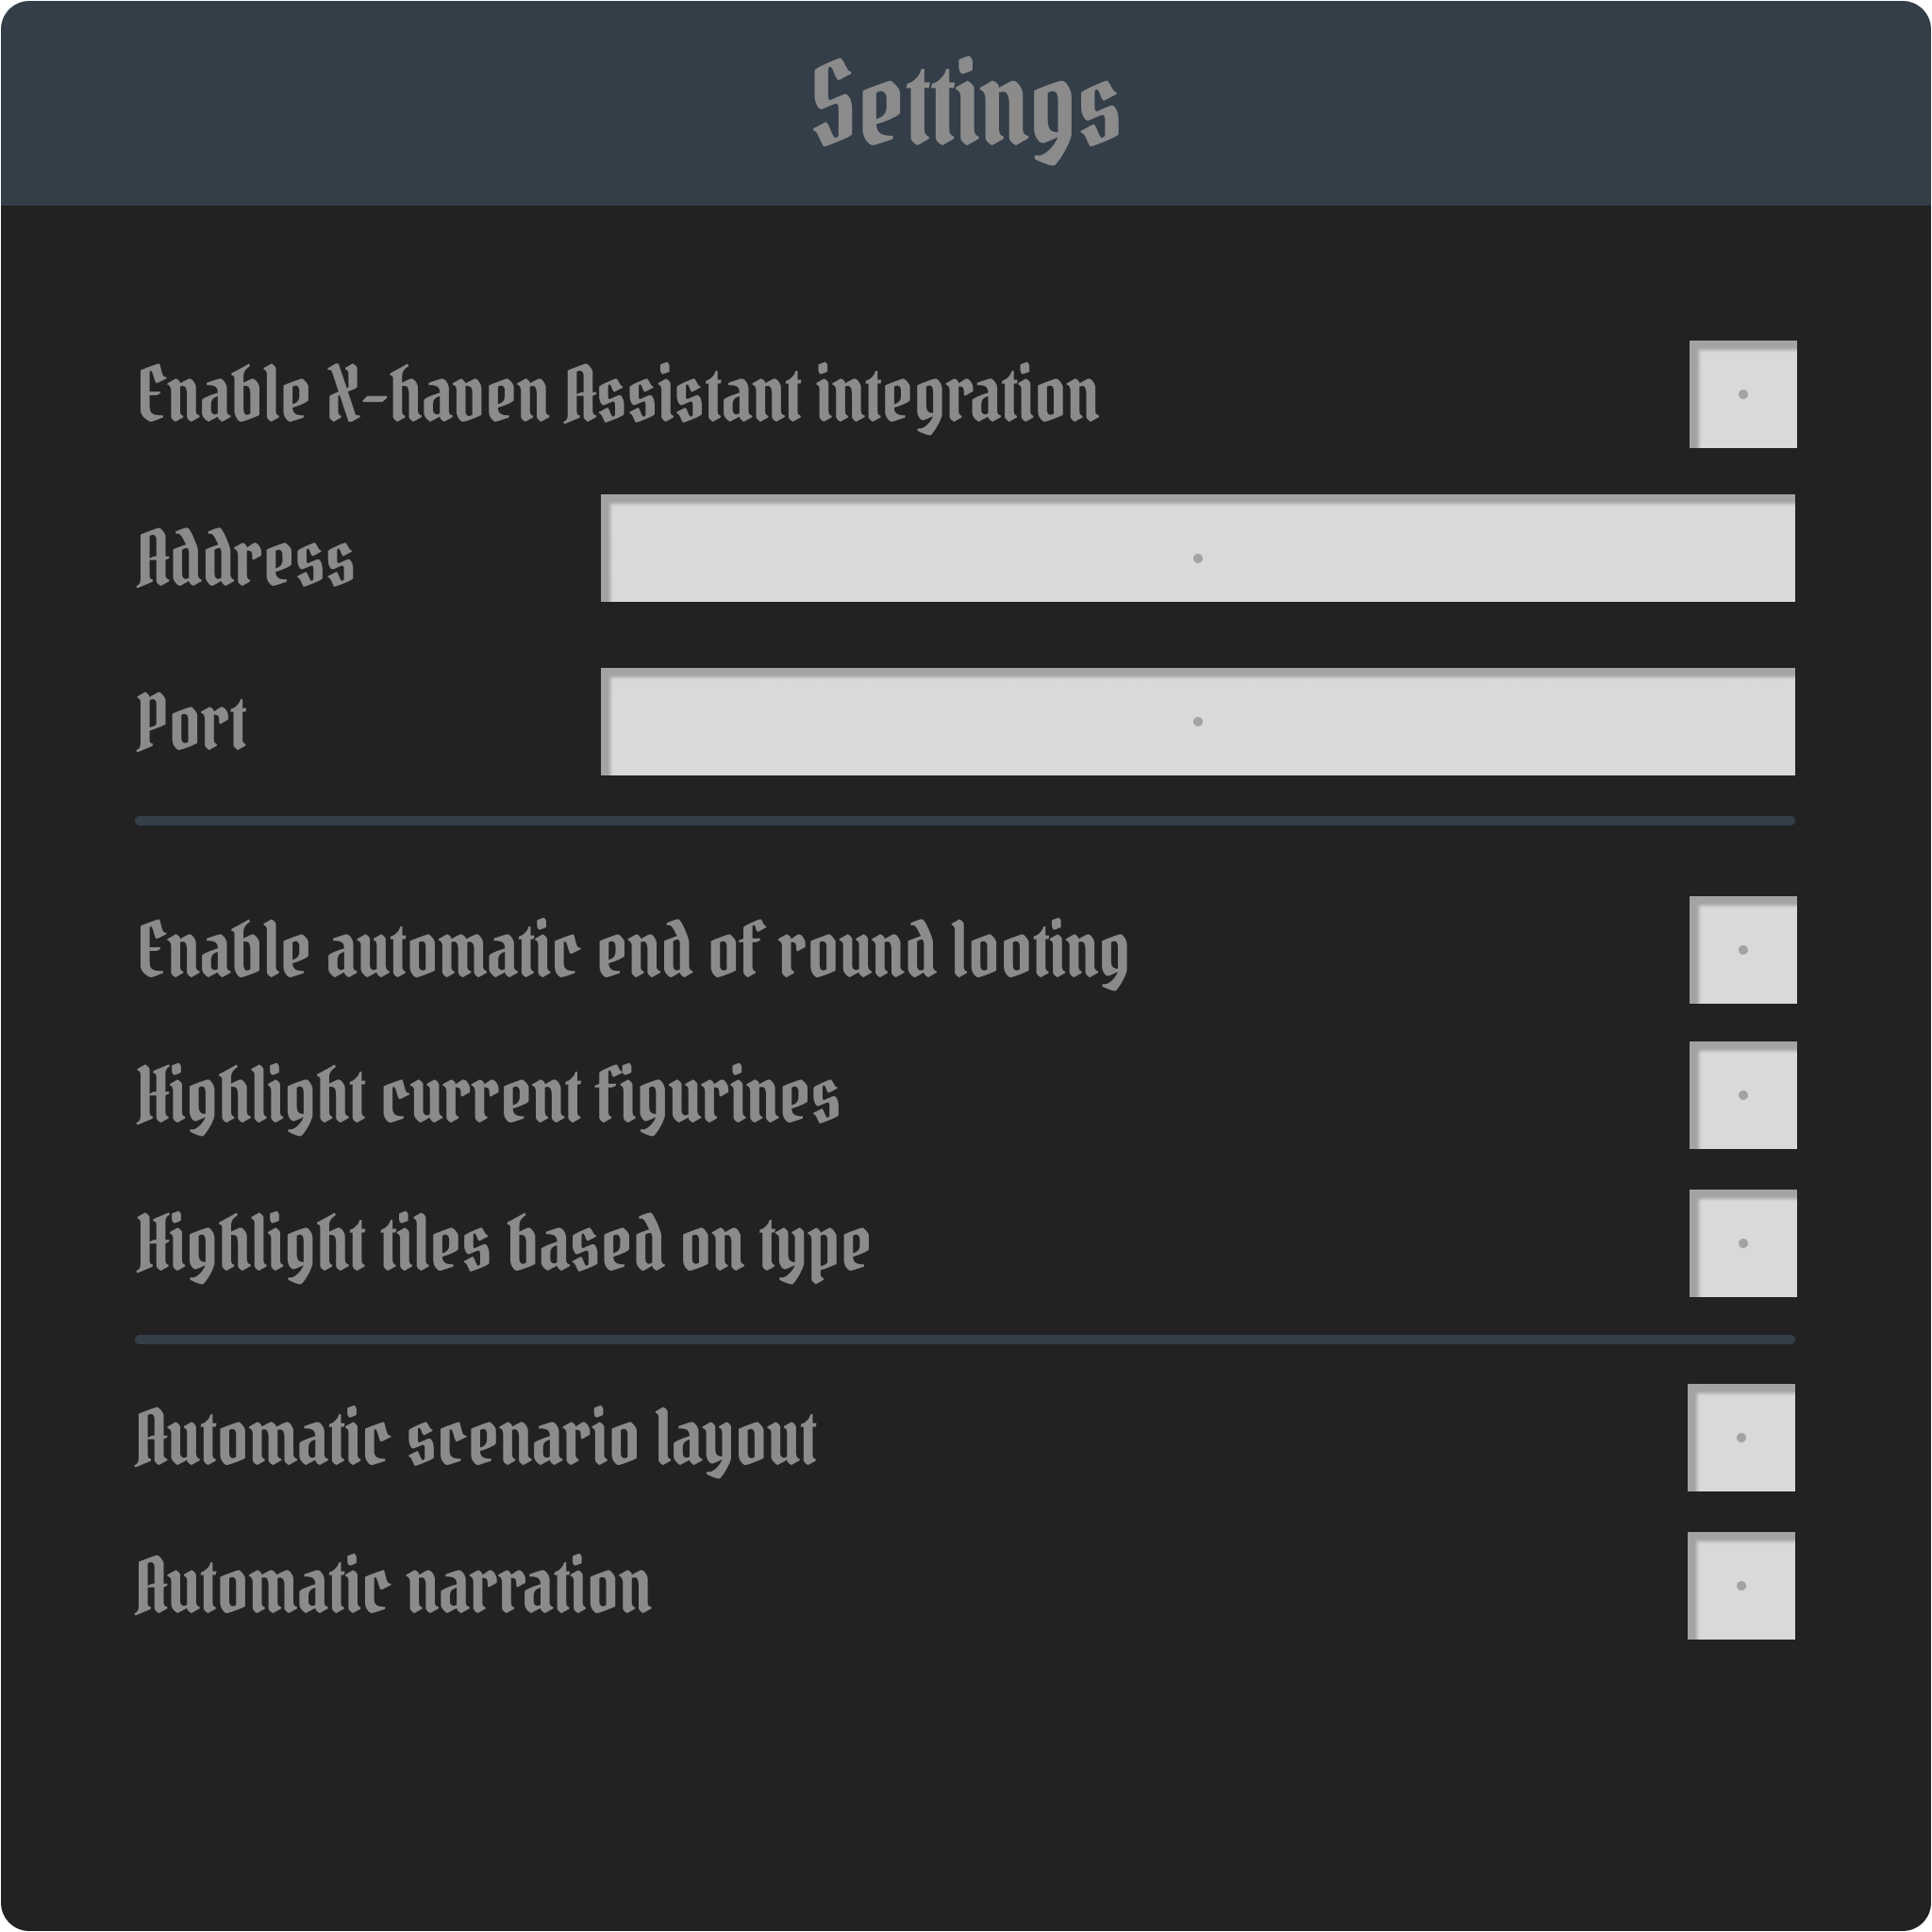 Settings
Enable X-haven Assistant integration
Address
Port
Enable automatic end of round looting
Highlight current figurines
Highlight tiles based on type
Automatic scenario layout
Automatic narration